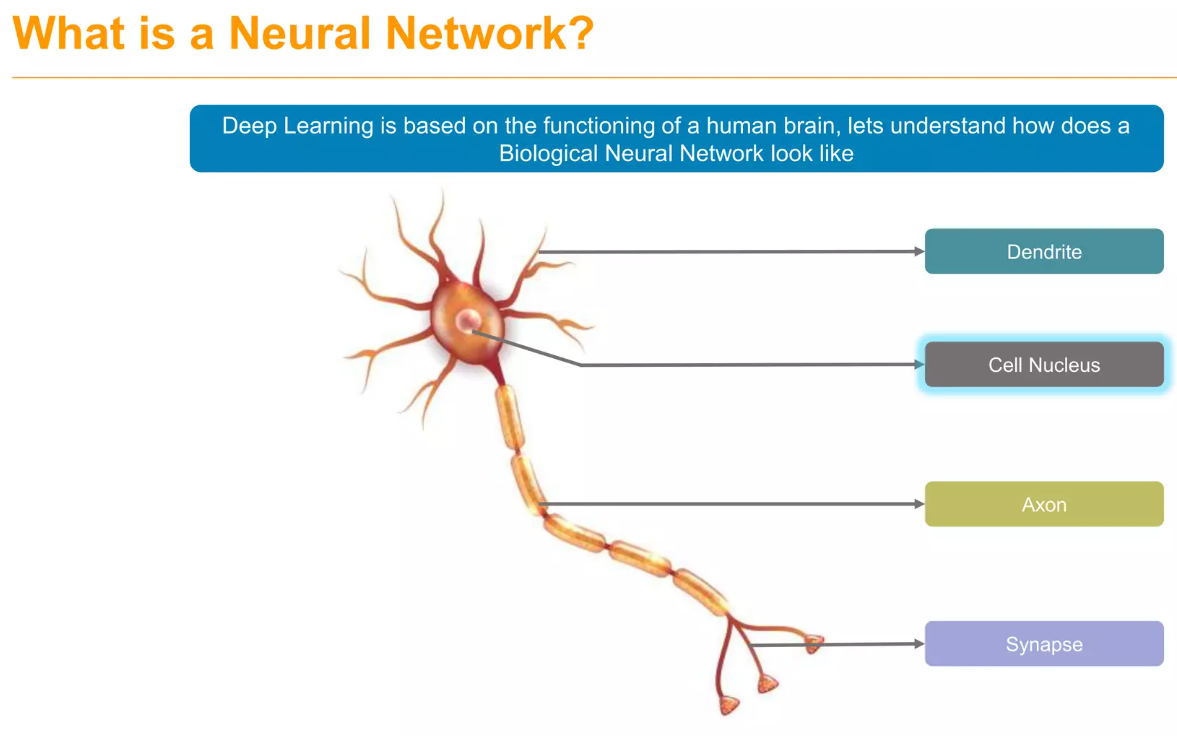 What is a Neural Network?
Deep Learning is based on the functioning of a human brain, lets understand how does a
Biological Neural Network look like
Dendrite
Cell Nucleus
Axon
Synapse